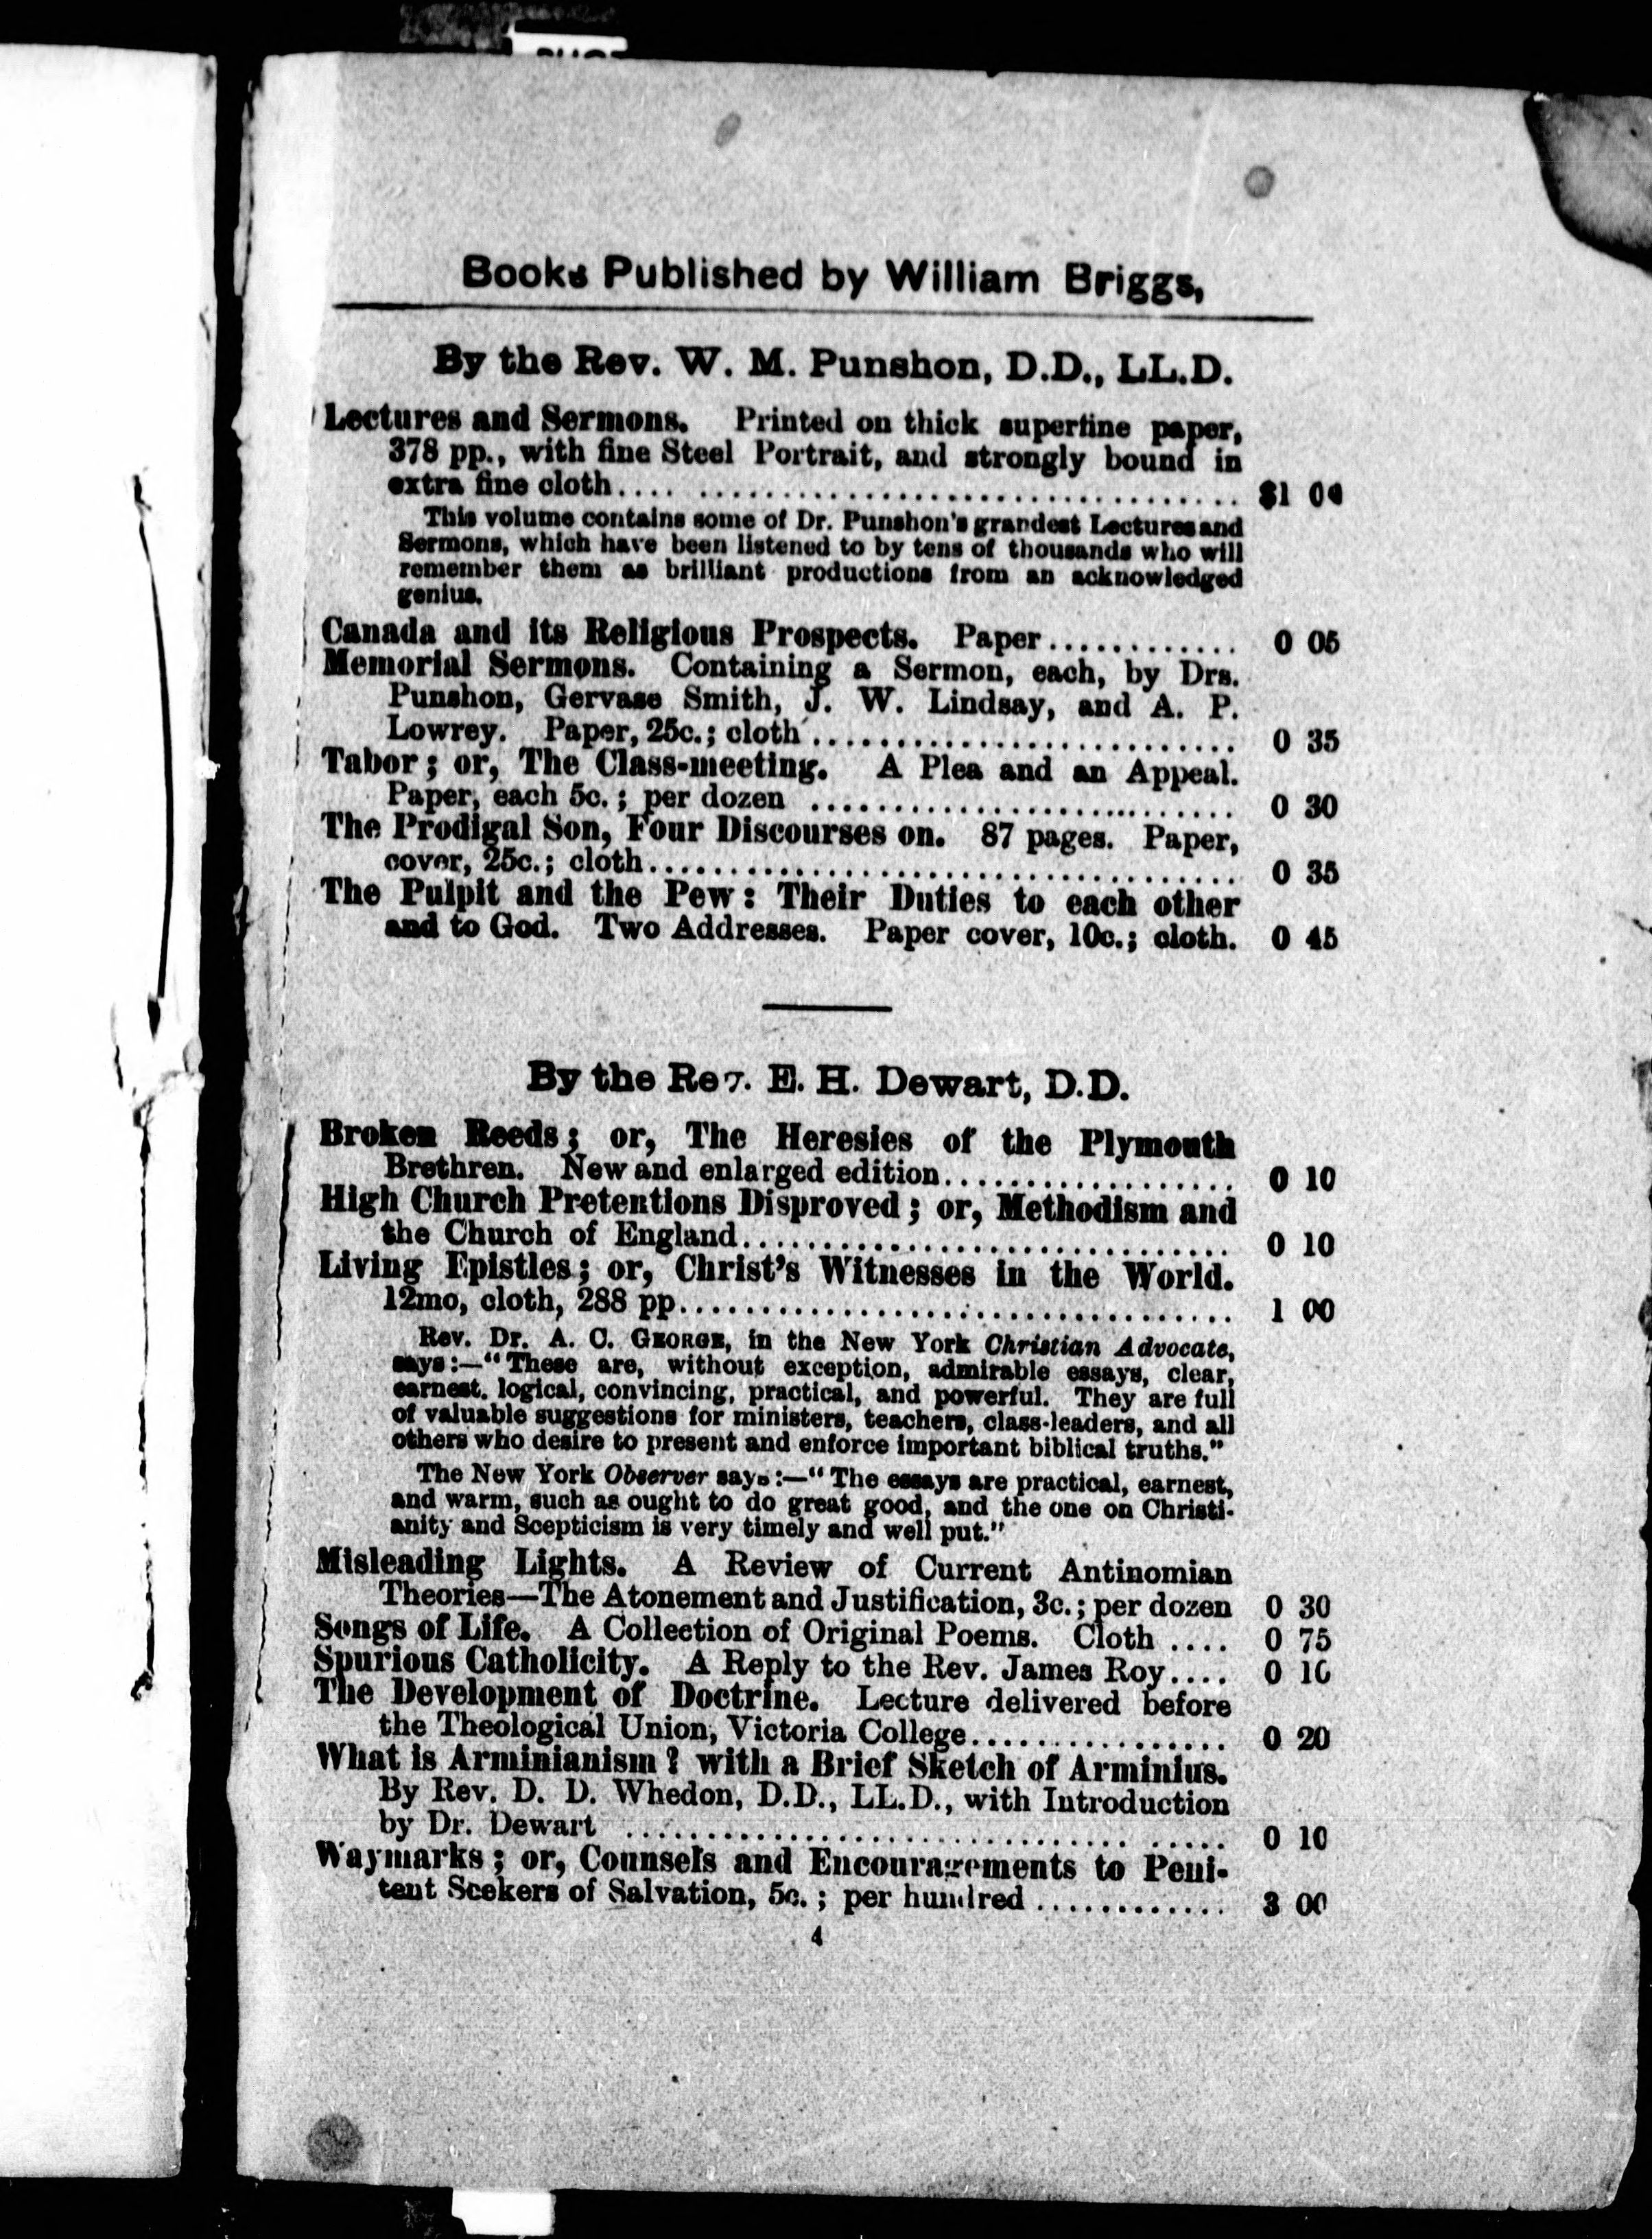 Books Published by William Briggs,
By the Rev. W. M. Punshon, D.D., LL.D.
Lectures and Sermons. Printed on thick superfine paper,
378 pp., with fine Steel Portrait, and strongly bound in
extra fine cloth.... ................................. $1 00
This volume contains some of Dr. Punshon's grandest Lectures and
Sermons, which have been listened to by tens of thousands who will
remember them as brilliant productions from an acknowledged
genius.
Canada and its Religious Prospects. Paper............ 0 05
Memorial Sermons. Containing a Sermon, each, by Drs.
Punshon, Gervase Smith, J. W. Lindsay, and A. P.
Lowrey. Paper, 25c.; cloth .......................... 0 35
Tabor; or, The Class-meeting. A Plea and an Appeal.
Paper, each 5c.; per dozen .......................... 0 30
The Prodigal Son, Four Discourses on. 87 pages. Paper,
cover, 25c.; cloth.................................... 0 35
The Pulpit and the Pew: Their Duties to each other
and to God. Two Addresses. Paper cover, 10c.; cloth. 0 45
By the Rev. E. H. Dewart, D.D.
Broken Reeds; or, The Heresies of the Plymouth
Brethren. New and enlarged edition.................. 0 10
High Church Pretentions Disproved; or, Methodism and
the Church of England.............................. 0 10
Living Epistles; or, Christ's Witnesses in the World.
12mo, cloth, 288 pp.................................. 1 00
Rev. Dr. A. C. GEORGE, in the New York Christian Advocate,
says:—"These are, without exception, admirable essays, clear,
earnest, logical, convincing, practical, and powerful. They are full
of valuable suggestions for ministers, teachers, class-leaders, and all
others who desire to present and enforce important biblical truths."
The New York Observer says:—"The essays are practical, earnest,
and warm, such as ought to do great good, and the one on Christi-
anity and Scepticism is very timely and well put."
Misleading Lights. A Review of Current Antinomian
Theories—The Atonement and Justification, 3c.; per dozen 0 30
Songs of Life. A Collection of Original Poems. Cloth .... 0 75
Spurious Catholicity. A Reply to the Rev. James Roy.... 0 10
The Development of Doctrine. Lecture delivered before
the Theological Union, Victoria College................ 0 20
What is Arminianism? with a Brief Sketch of Arminius.
By Rev. D. D. Whedon, D.D., LL.D., with Introduction
by Dr. Dewart ............................... ..... 0 10
Waymarks; or, Counsels and Encouragements to Peni-
tent Seekers of Salvation, 5c.; per hundred ............ 3 00
4